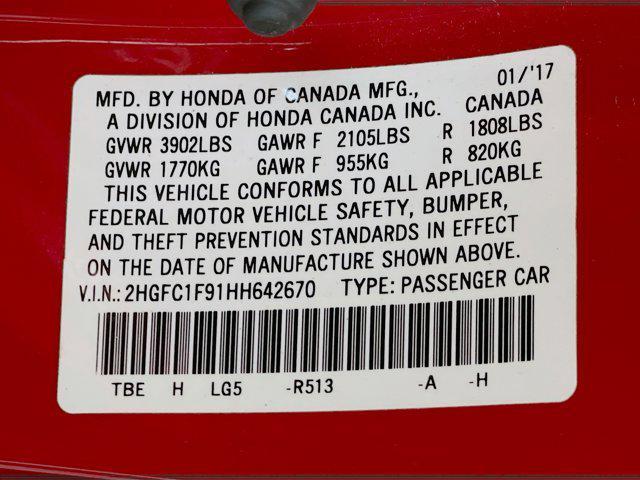 MFD. BY HONDA OF CANADA MFG., 01/'17
A DIVISION OF HONDA CANADA INC. CANADA
GVWR 3902LBS GAWR F 2105LBS R 1808LBS
GVWR 1770KG GAWR F 955KG R 820KG
THIS VEHICLE CONFORMS TO ALL APPLICABLE
FEDERAL MOTOR VEHICLE SAFETY, BUMPER,
AND THEFT PREVENTION STANDARDS IN EFFECT
ON THE DATE OF MANUFACTURE SHOWN ABOVE.
V.I.N.: 2HGFC1F91HH642670 TYPE: PASSENGER CAR
TBE H LG5 -R513 -A -H